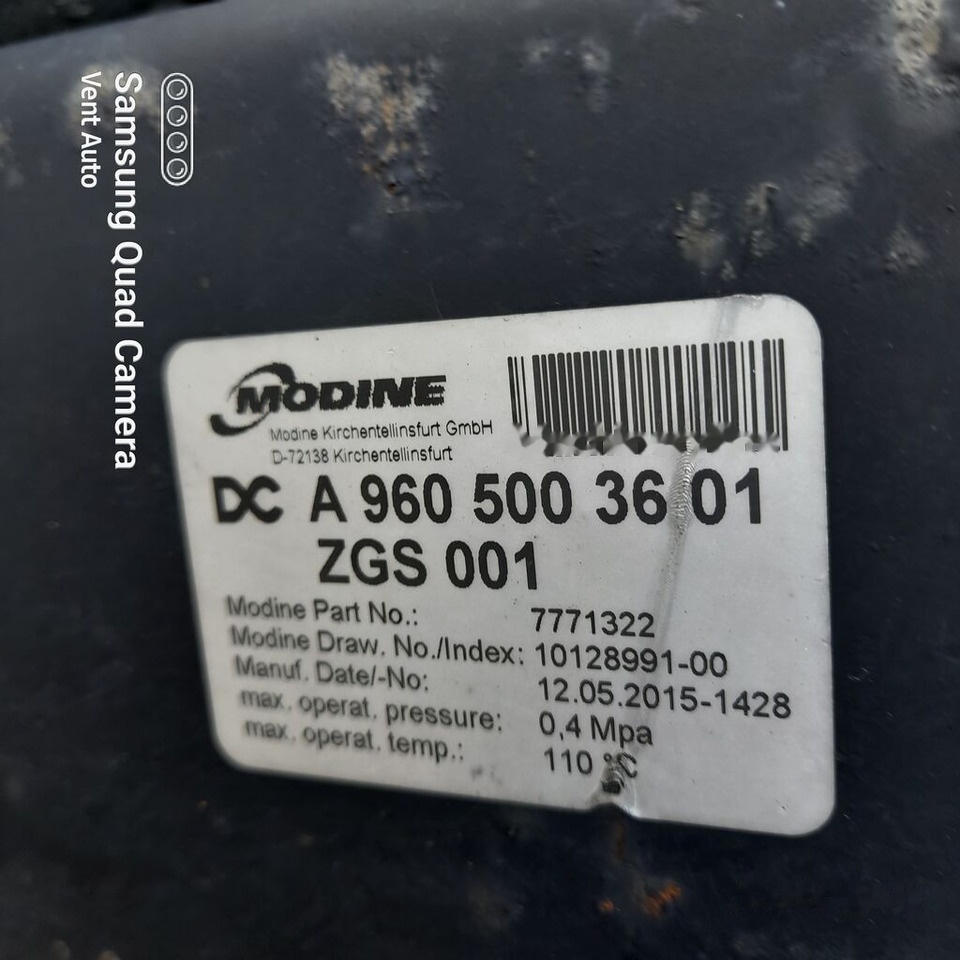 MODINE
Modine Kirchentellinsfurt GmbH
D-72138 Kirchentellinsfurt
DC A 960 500 3601
ZGS 001
Modine Part No.: 7771322
Modine Draw. No./Index: 10128991-00
Manuf. Date/-No: 12.05.2015-1428
max. operat. pressure: 0,4 Mpa
max. operat. temp.: 110 °C
Samsung Quad Camera
Vent Auto